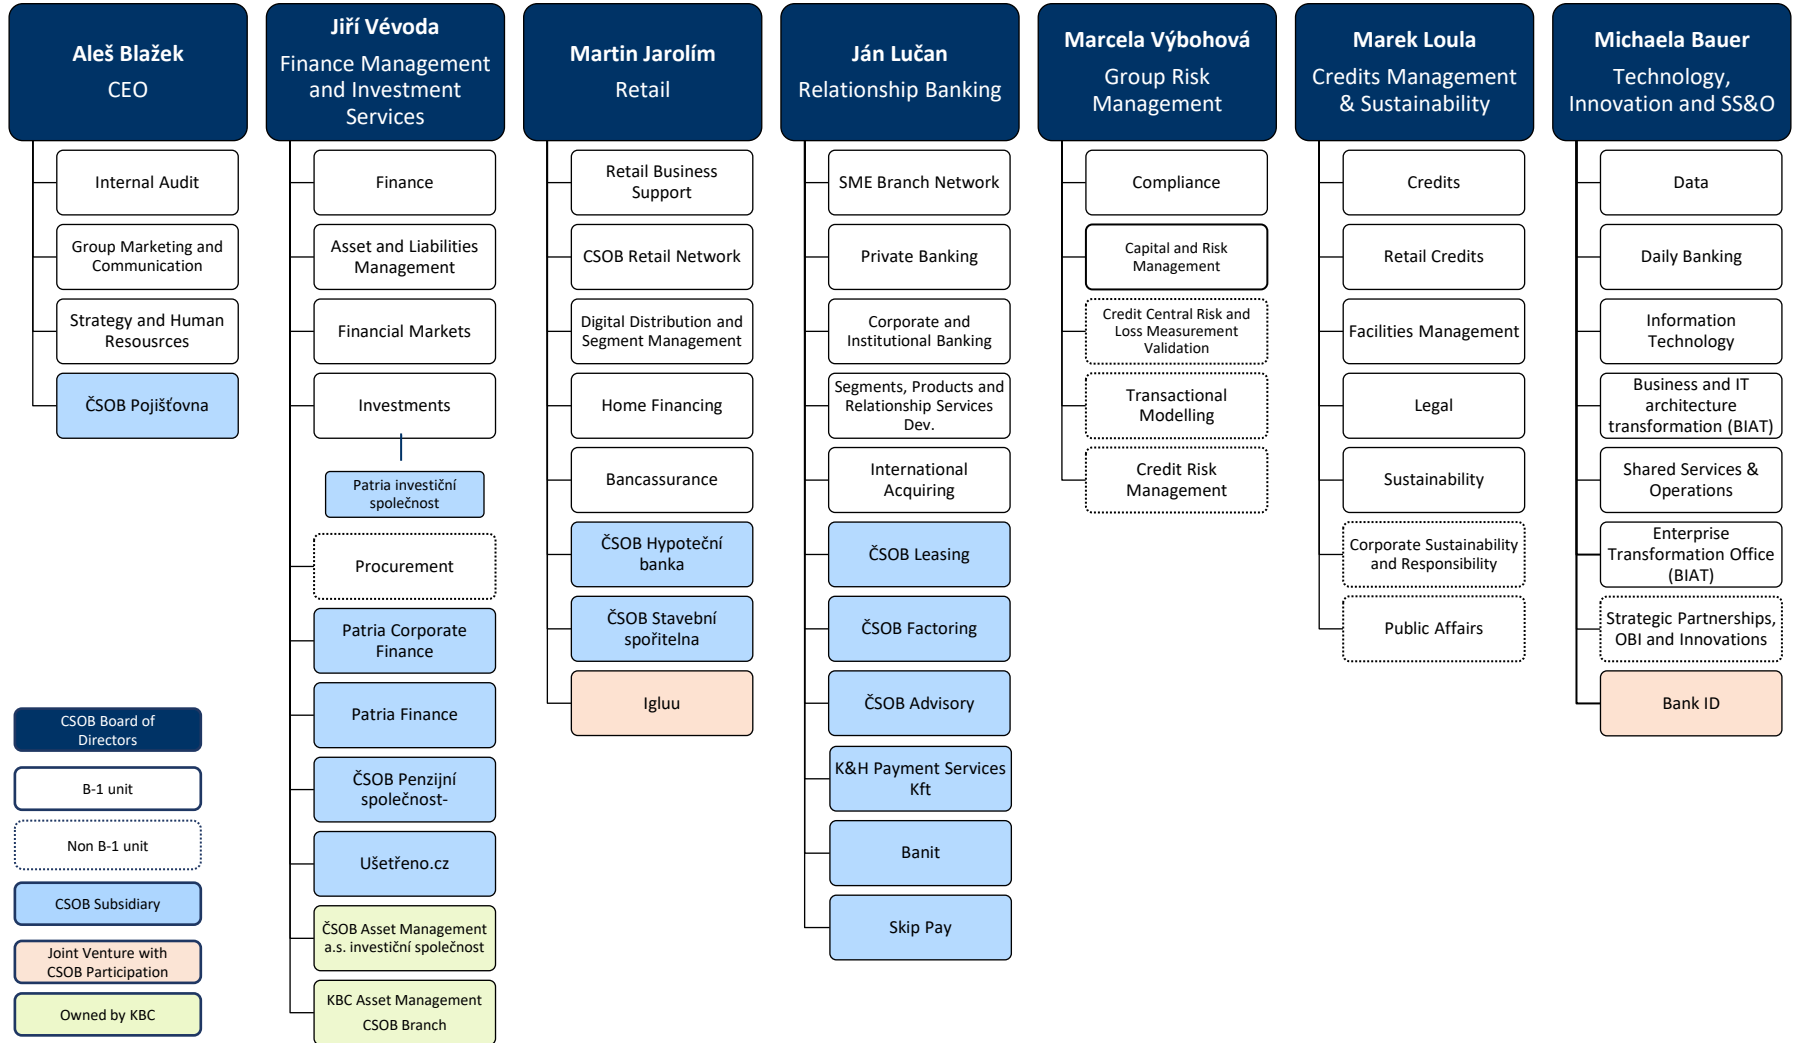 Aleš Blažek
CEO
Internal Audit
Group Marketing and
Communication
Strategy and Human
Resousrces
ČSOB Pojišťovna
Jiří Vévoda
Finance Management
and Investment
Services
Finance
Asset and Liabilities
Management
Financial Markets
Investments
Patria investiční
společnost
Procurement
Patria Corporate
Finance
Patria Finance
ČSOB Penzijní
společnost-
Ušetřeno.cz
ČSOB Asset Management
a.s. investiční společnost
KBC Asset Management
CSOB Branch
Martin Jarolím
Retail
Retail Business
Support
CSOB Retail Network
Digital Distribution and
Segment Management
Home Financing
Bancassurance
ČSOB Hypoteční
banka
ČSOB Stavební
spořitelna
Igluu
Ján Lučan
Relationship Banking
SME Branch Network
Private Banking
Corporate and
Institutional Banking
Segments, Products and
Relationship Services
Dev.
International
Acquiring
ČSOB Leasing
ČSOB Factoring
ČSOB Advisory
K&H Payment Services
Kft
Banit
Skip Pay
Marcela Výbohová
Group Risk
Management
Compliance
Capital and Risk
Management
Credit Central Risk and
Loss Measurement
Validation
Transactional
Modelling
Credit Risk
Management
Marek Loula
Credits Management
& Sustainability
Credits
Retail Credits
Facilities Management
Legal
Sustainability
Corporate Sustainability
and Responsibility
Public Affairs
Michaela Bauer
Technology,
Innovation and SS&O
Data
Daily Banking
Information
Technology
Business and IT
architecture
transformation (BIAT)
Shared Services &
Operations
Enterprise
Transformation Office
(BIAT)
Strategic Partnerships,
OBI and Innovations
Bank ID
CSOB Board of
Directors
B-1 unit
Non B-1 unit
CSOB Subsidiary
Joint Venture with
CSOB Participation
Owned by KBC